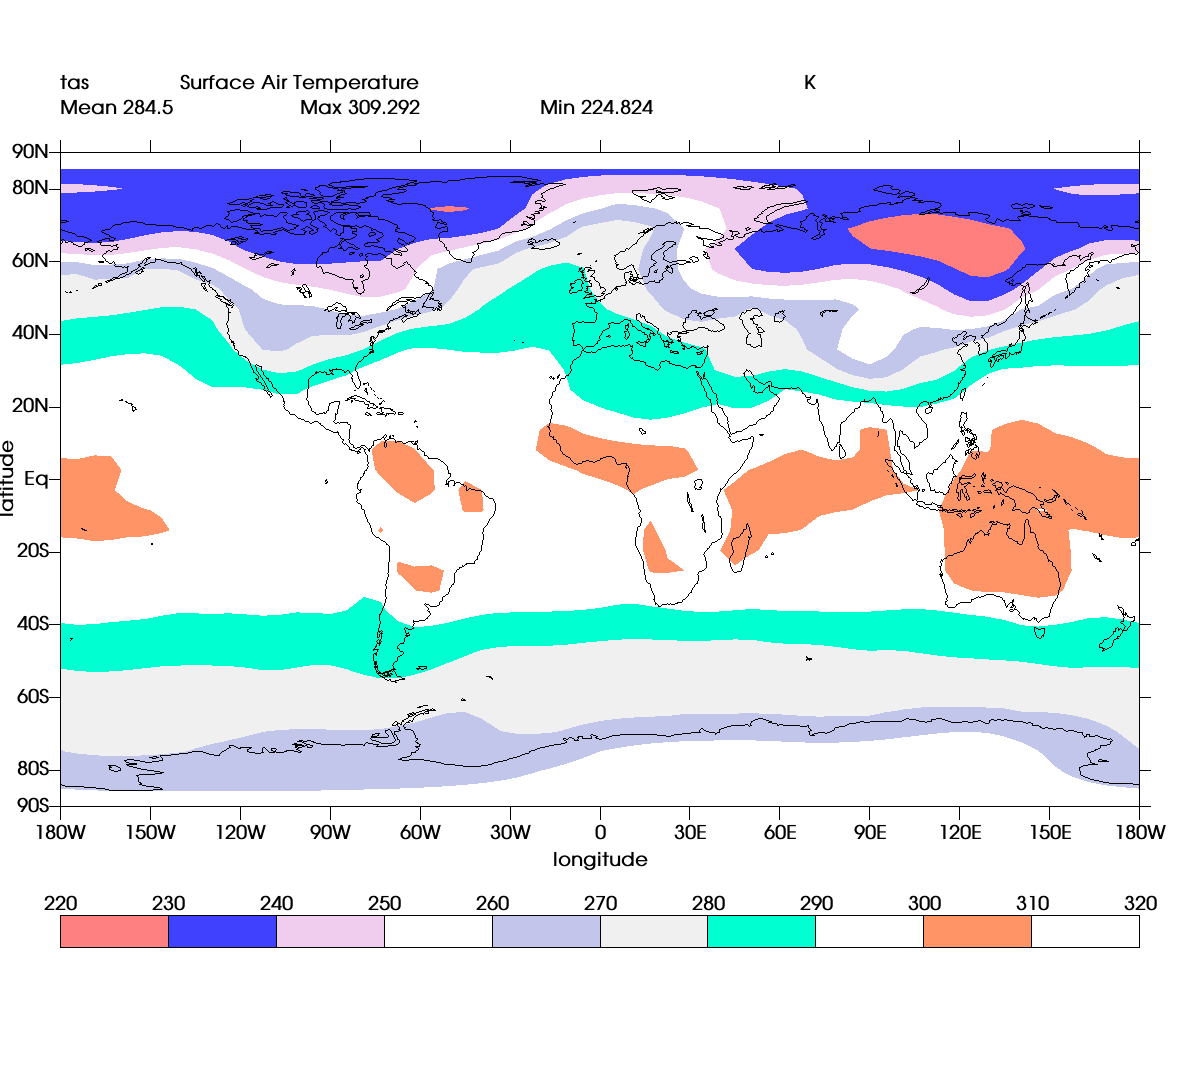 tas Surface Air Temperature K
Mean 284.5 Max 309.292 Min 224.824
90N
80N
60N
40N
20N
Eq
20S
40S
60S
80S
90S
latitude
180W 150W 120W 90W 60W 30W 0 30E 60E 90E 120E 150E 180W
longitude
220 230 240 250 260 270 280 290 300 310 320